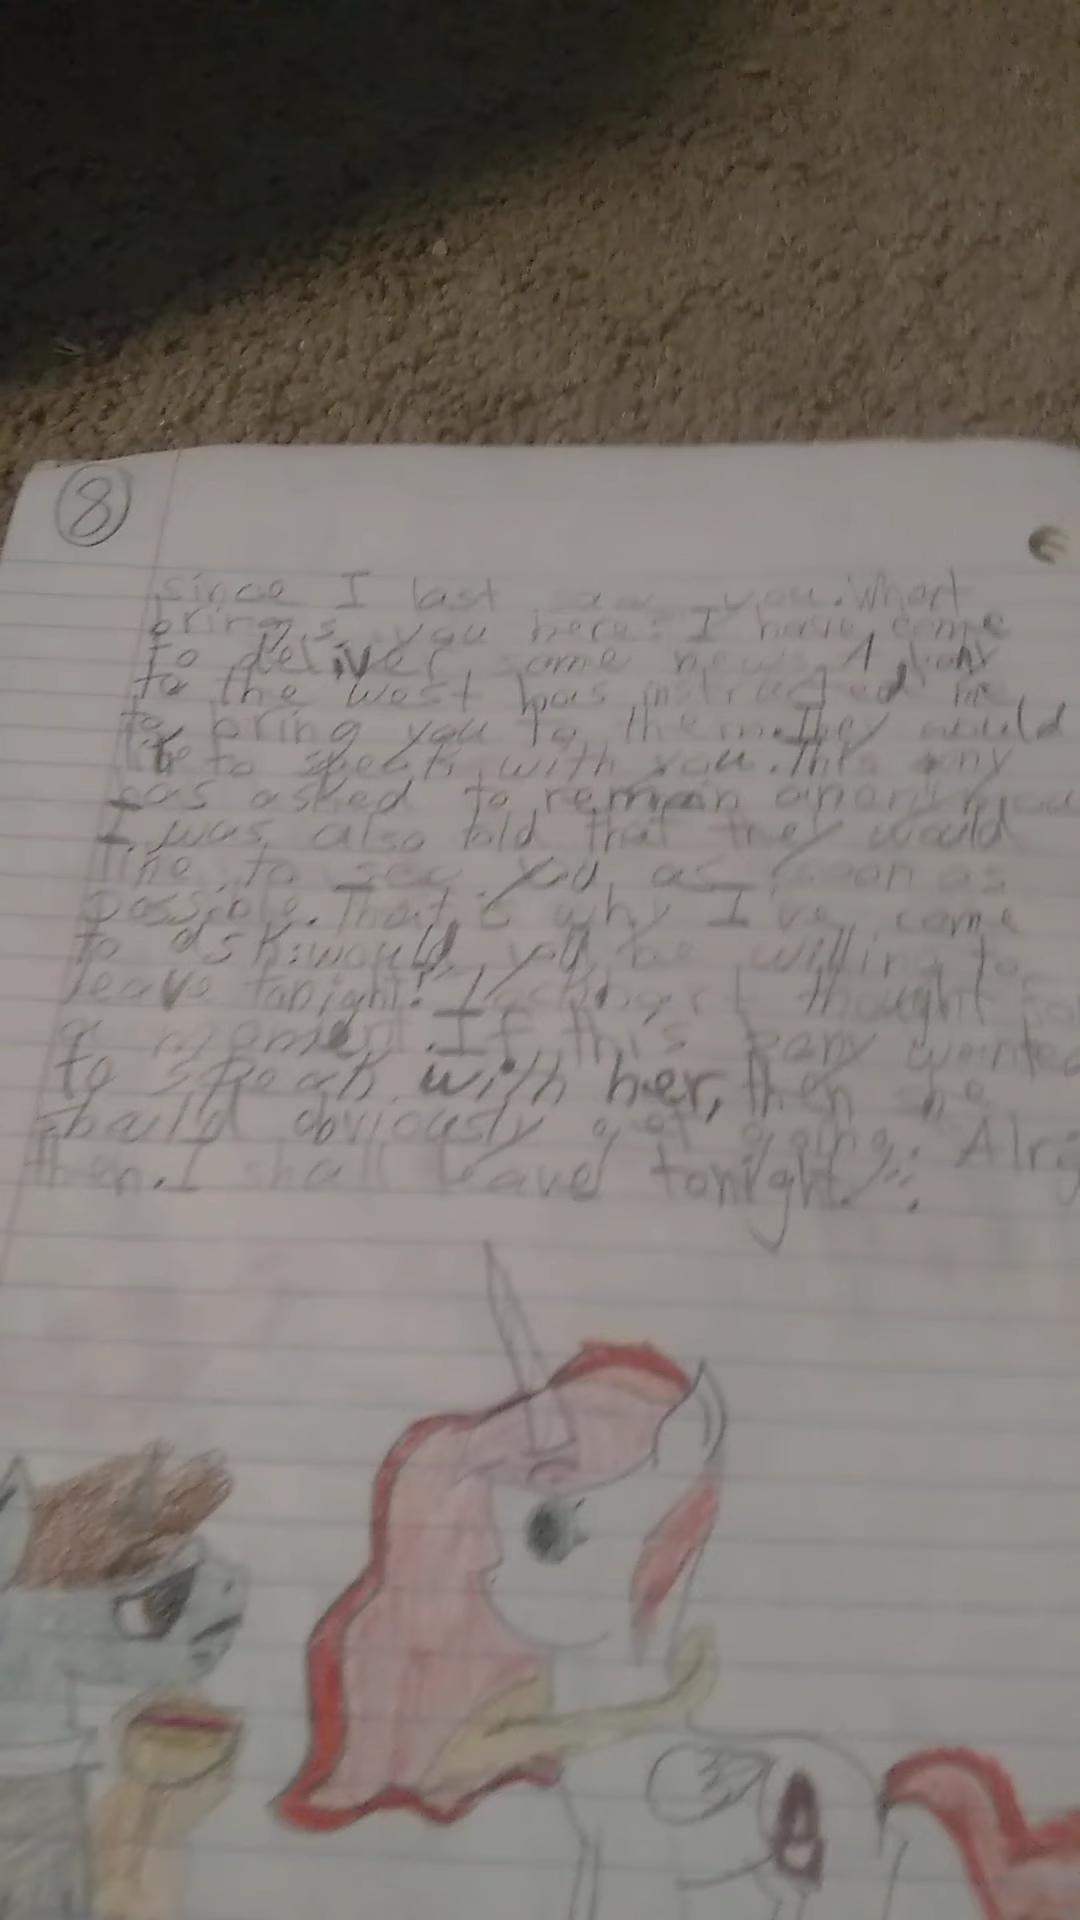 8
since I last saw you. What
brings you here? I have come
to deliver some news. A pony
to the west has instructed me
to bring you to them. They would
like to speak with you. This pony
has asked to remain
I was also told that they would
like to see you as soon as
possible. That is why I've come
to ask: would you be willing to
leave tonight? thought
a moment. If this pony wanted
to speak with her, then she
should obviously get going.
then. I shall leave tonight.